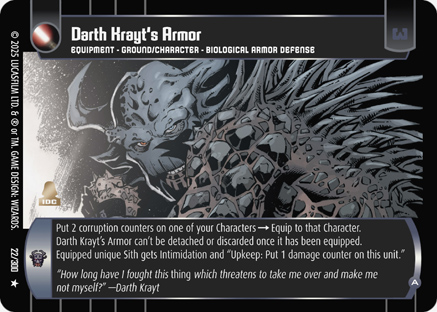 Darth Krayt's Armor
EQUIPMENT - GROUND/CHARACTER - BIOLOGICAL ARMOR DEFENSE
Put 2 corruption counters on one of your Characters → Equip to that Character.
Darth Krayt's Armor can't be detached or discarded once it has been equipped.
Equipped unique Sith gets Intimidation and "Upkeep: Put 1 damage counter on this unit."
"How long have I fought this thing which threatens to take me over and make me
not myself?" —Darth Krayt
IDC
A
© 2025 LUCASFILM LTD. & ® or TM. GAME DESIGN: WIZARDS
22/300 ★